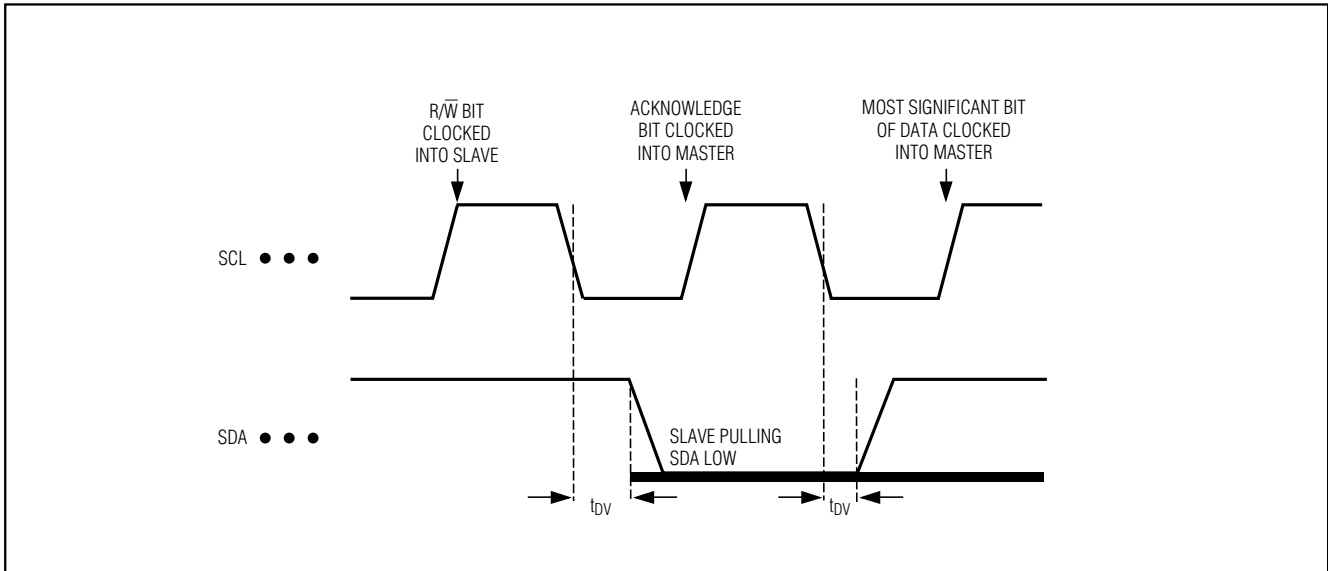 R/W̅ BIT
CLOCKED
INTO SLAVE
ACKNOWLEDGE
BIT CLOCKED
INTO MASTER
MOST SIGNIFICANT BIT
OF DATA CLOCKED
INTO MASTER
SCL
SDA
SLAVE PULLING
SDA LOW
tDV
tDV